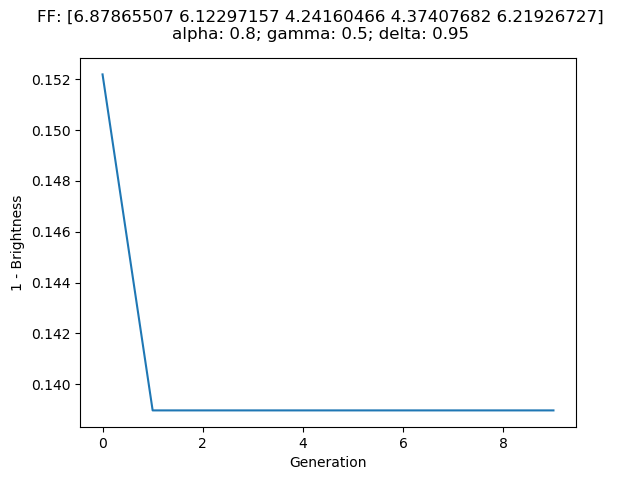 FF: [6.87865507 6.12297157 4.24160466 4.37407682 6.21926727]
alpha: 0.8; gamma: 0.5; delta: 0.95
0.152
0.150
0.148
0.146
0.144
0.142
0.140
1 - Brightness
0 2 4 6 8
Generation